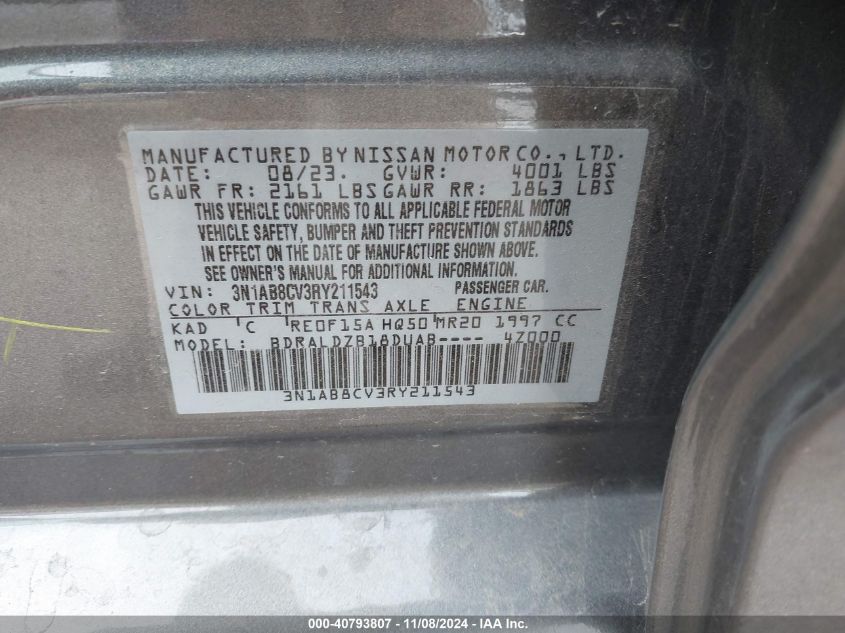 MANUFACTURED BY NISSAN MOTOR CO., LTD.
DATE: 08/23. GVWR: 4001 LBS
GAWR FR: 2161 LBS GAWR RR: 1863 LBS
THIS VEHICLE CONFORMS TO ALL APPLICABLE FEDERAL MOTOR
VEHICLE SAFETY, BUMPER AND THEFT PREVENTION STANDARDS
IN EFFECT ON THE DATE OF MANUFACTURE SHOWN ABOVE.
SEE OWNER'S MANUAL FOR ADDITIONAL INFORMATION.
VIN: 3N1AB8CV3RY211543 PASSENGER CAR.
COLOR TRIM TRANS AXLE ENGINE
KAD 'C RE0F15A HQ50 'MR20 1997 CC
MODEL: BDRALDZB18DUAB---- 4Z000
3N1AB8CV3RY211543
000-40793807 - 11/08/2024 - IAA Inc.